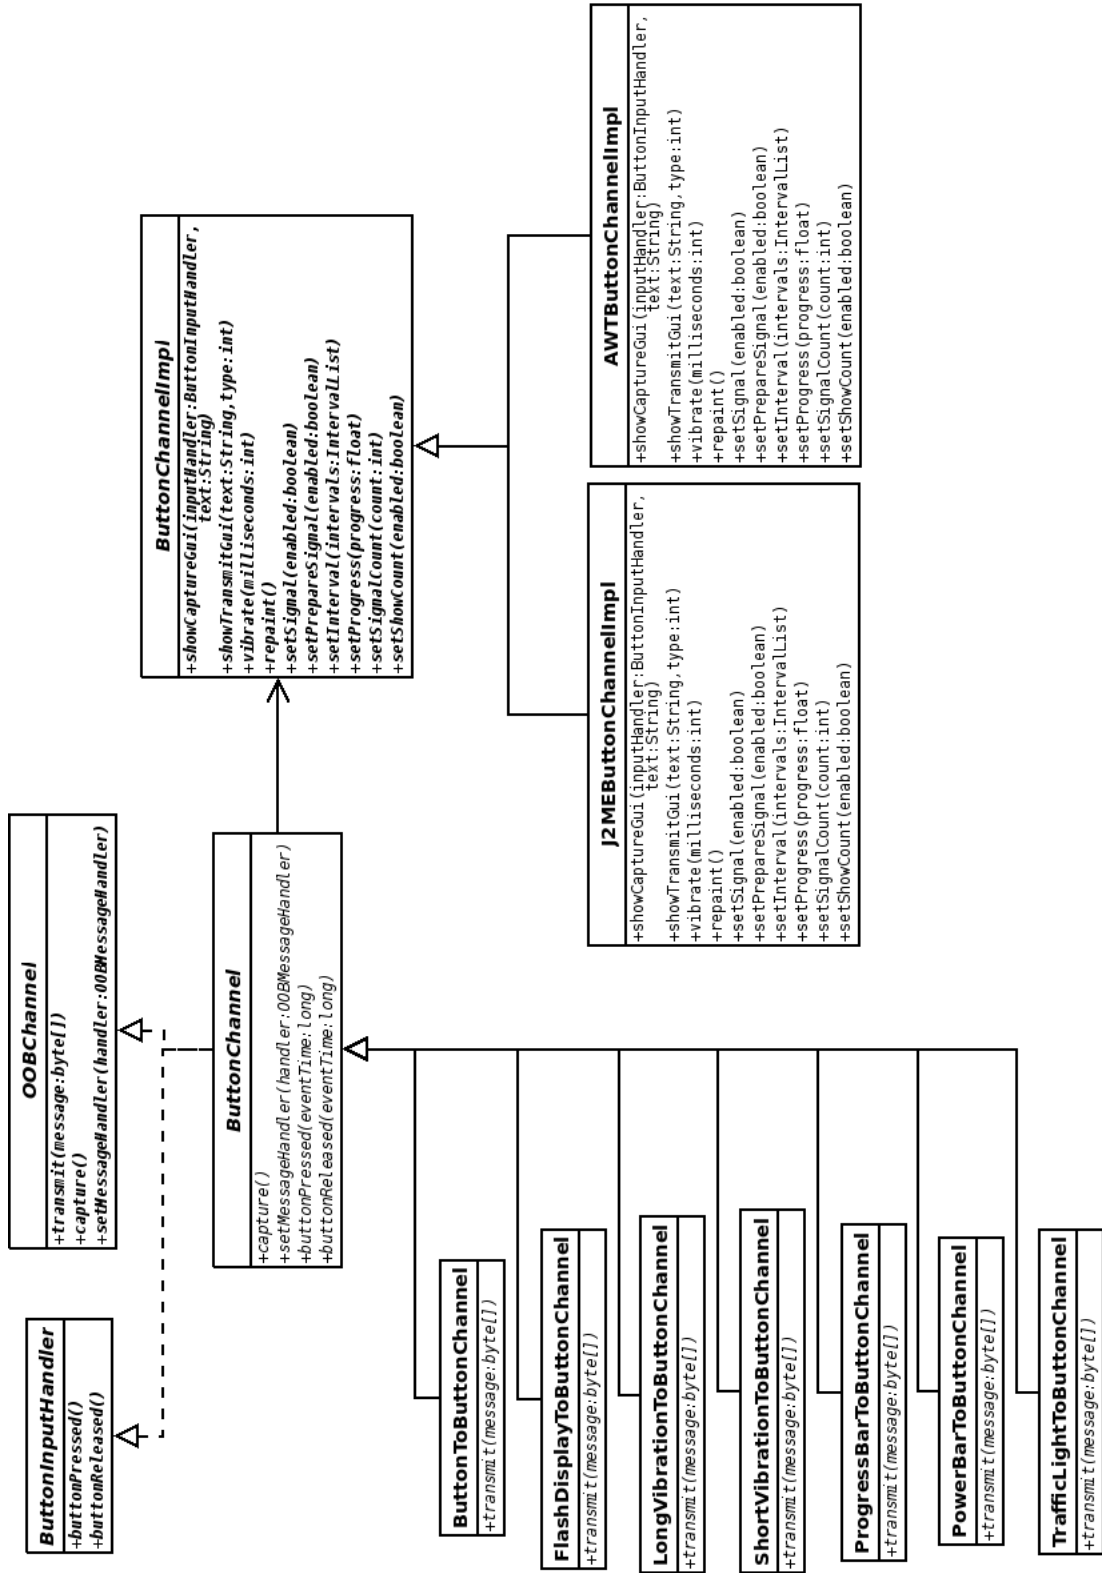 ButtonInputHandler
+buttonPressed()
+buttonReleased()
OOBChannel
+transmit(message:byte[])
+capture()
+setMessageHandler(handler:OOBMessageHandler)
ButtonChannel
+capture()
+setMessageHandler(handler:OOBMessageHandler)
+buttonPressed(eventTime:long)
+buttonReleased(eventTime:long)
ButtonChannelImpl
+showCaptureGui(inputHandler:ButtonInputHandler,
text:String)
+showTransmitGui(text:String,type:int)
+vibrate(milliseconds:int)
+repaint()
+setSignal(enabled:boolean)
+setPrepareSignal(enabled:boolean)
+setInterval(intervals:IntervalList)
+setProgress(progress:float)
+setSignalCount(count:int)
+setShowCount(enabled:boolean)
ButtonToButtonChannel
+transmit(message:byte[])
FlashDisplayToButtonChannel
+transmit(message:byte[])
LongVibrationToButtonChannel
+transmit(message:byte[])
ShortVibrationToButtonChannel
+transmit(message:byte[])
ProgressBarToButtonChannel
+transmit(message:byte[])
PowerBarToButtonChannel
+transmit(message:byte[])
TrafficLightToButtonChannel
+transmit(message:byte[])
J2MEButtonChannelImpl
+showCaptureGui(inputHandler:ButtonInputHandler,
text:String)
+showTransmitGui(text:String,type:int)
+vibrate(milliseconds:int)
+repaint()
+setSignal(enabled:boolean)
+setPrepareSignal(enabled:boolean)
+setInterval(intervals:IntervalList)
+setProgress(progress:float)
+setSignalCount(count:int)
+setShowCount(enabled:boolean)
AWTButtonChannelImpl
+showCaptureGui(inputHandler:ButtonInputHandler,
text:String)
+showTransmitGui(text:String,type:int)
+vibrate(milliseconds:int)
+repaint()
+setSignal(enabled:boolean)
+setPrepareSignal(enabled:boolean)
+setInterval(intervals:IntervalList)
+setProgress(progress:float)
+setSignalCount(count:int)
+setShowCount(enabled:boolean)